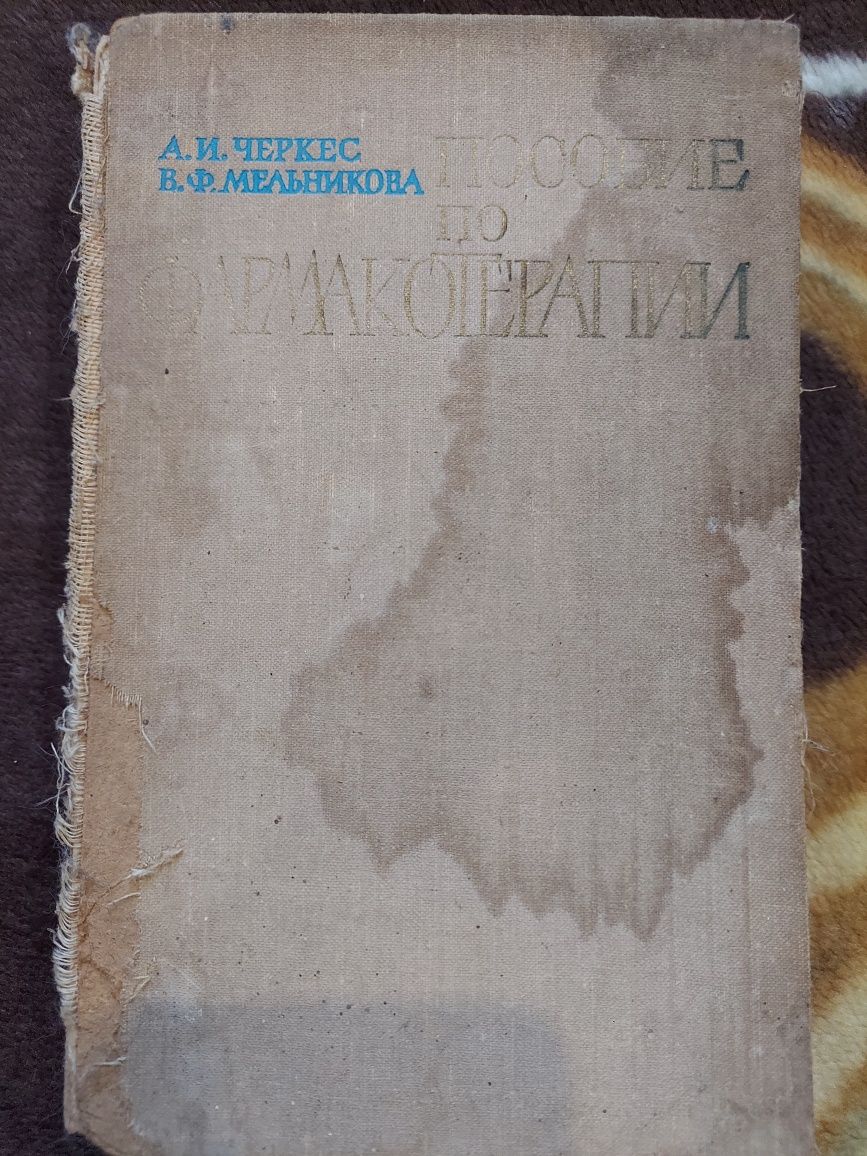 А. И. ЧЕРКЕС
В. Ф. МЕЛЬНИКОВА
ПОСОБИЕ
ПО
ФАРМАКОТЕРАПИИ